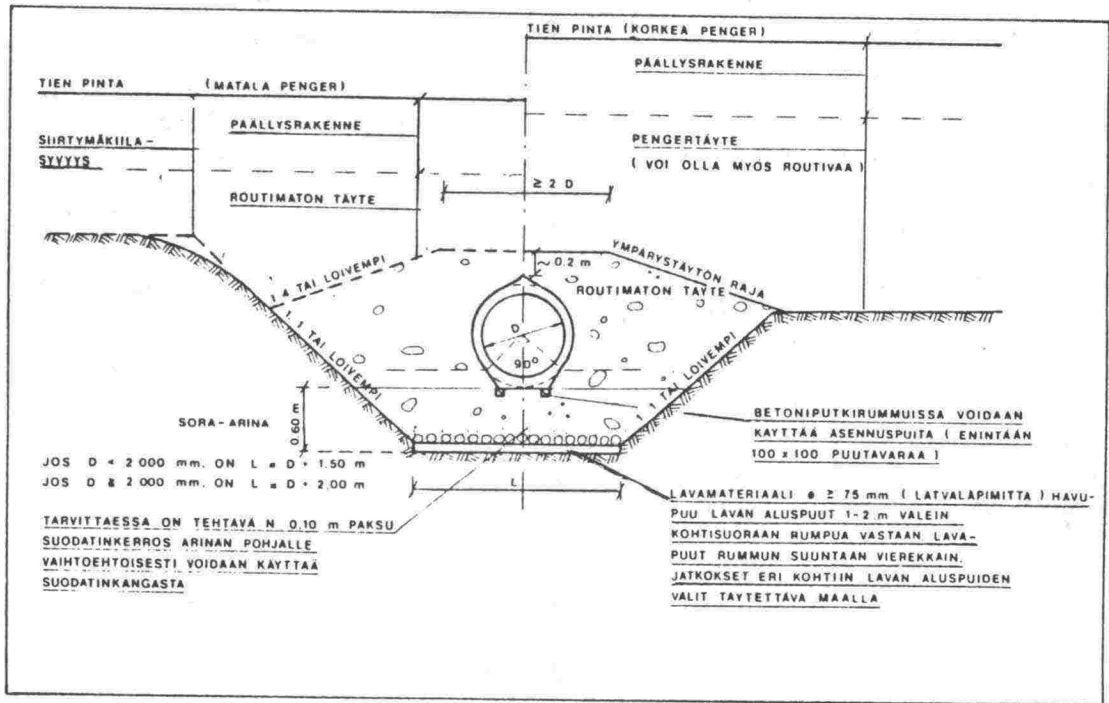 TIEN PINTA (KORKEA PENGER)
PÄÄLLYSRAKENNE
TIEN PINTA (MATALA PENGER)
PÄÄLLYSRAKENNE
SIIRTYMÄKIILA-
SYVYYS
PENGERTÄYTE
( VOI OLLA MYÖS ROUTIVAA )
≥ 2 D
ROUTIMATON TÄYTE
YMPÄRYSTÄYTÖN RAJA
~ 0.2 m
1:4 TAI LOIVEMPI
ROUTIMATON TÄYTE
D
90°
1:1 TAI LOIVEMPI
1:1 TAI LOIVEMPI
SORA-ARINA
0.60 m
BETONIPUTKIRUMMUISSA VOIDAAN
KÄYTTÄÄ ASENNUSPUITA ( ENINTÄÄN
100 x 100 PUUTAVARAA )
JOS D < 2 000 mm. ON L = D + 1.50 m
JOS D ≥ 2 000 mm. ON L = D + 2,00 m
L
LAVAMATERIAALI ø ≥ 75 mm ( LATVALÄPIMITTA ) HAVU-
PUU LAVAN ALUSPUUT 1-2 m VÄLEIN
KOHTISUORAAN RUMPUA VASTAAN LAVA-
PUUT RUMMUN SUUNTAAN VIEREKKÄIN.
JATKOKSET ERI KOHTIIN LAVAN ALUSPUIDEN
VÄLIT TÄYTETTÄVÄ MAALLA
TARVITTAESSA ON TEHTÄVÄ N 0,10 m PAKSU
SUODATINKERROS ARINAN POHJALLE
VAIHTOEHTOISESTI VOIDAAN KÄYTTÄÄ
SUODATINKANGASTA